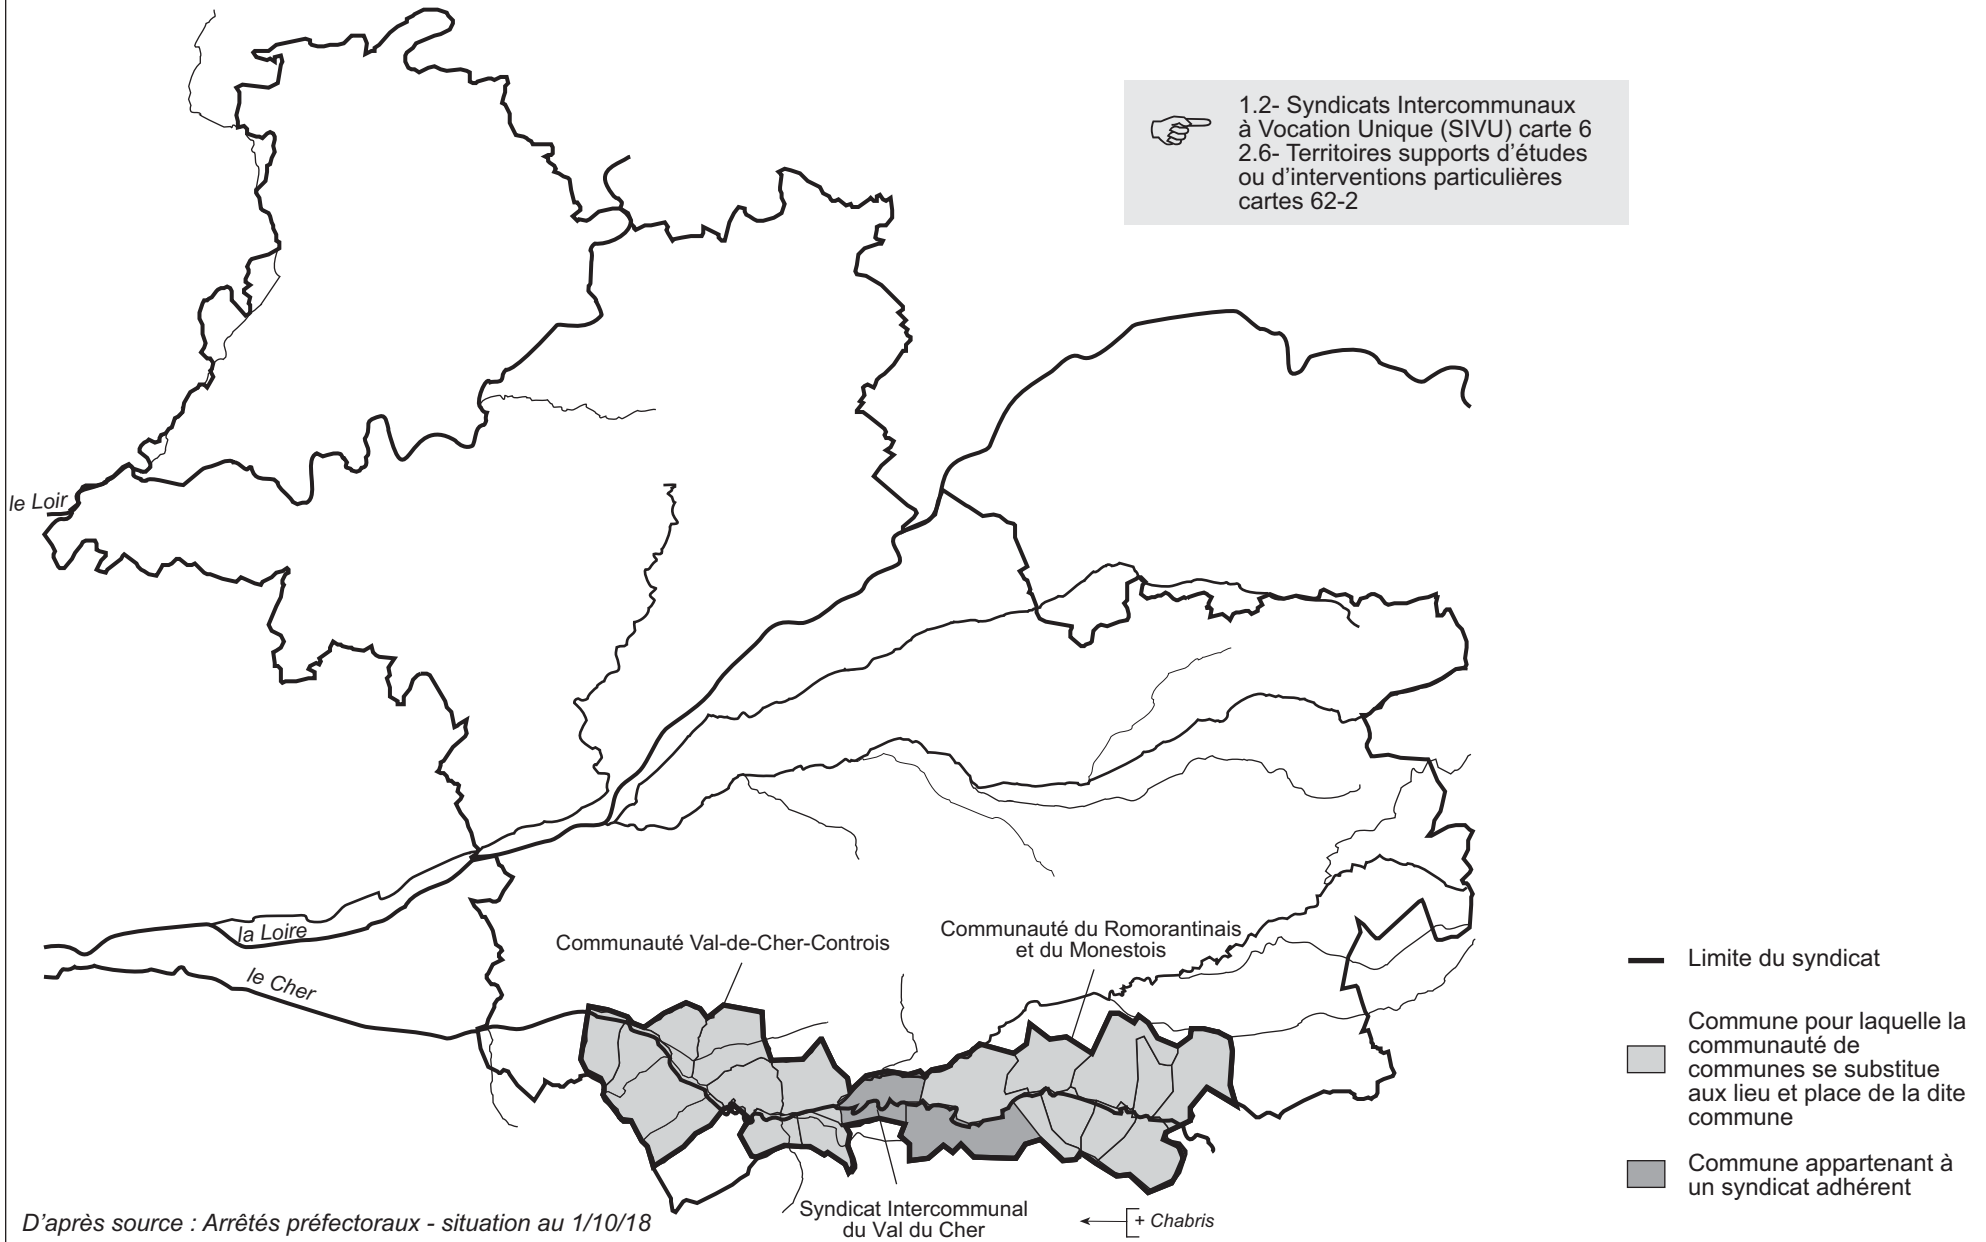 1.2- Syndicats Intercommunaux
à Vocation Unique (SIVU) carte 6
2.6- Territoires supports d'études
ou d'interventions particulières
cartes 62-2
le Loir
la Loire
le Cher
Communauté Val-de-Cher-Controis
Communauté du Romorantinais
et du Monestois
Syndicat Intercommunal
du Val du Cher
+ Chabris
Limite du syndicat
Commune pour laquelle la
communauté de
communes se substitue
aux lieu et place de la dite
commune
Commune appartenant à
un syndicat adhérent
D'après source : Arrêtés préfectoraux - situation au 1/10/18